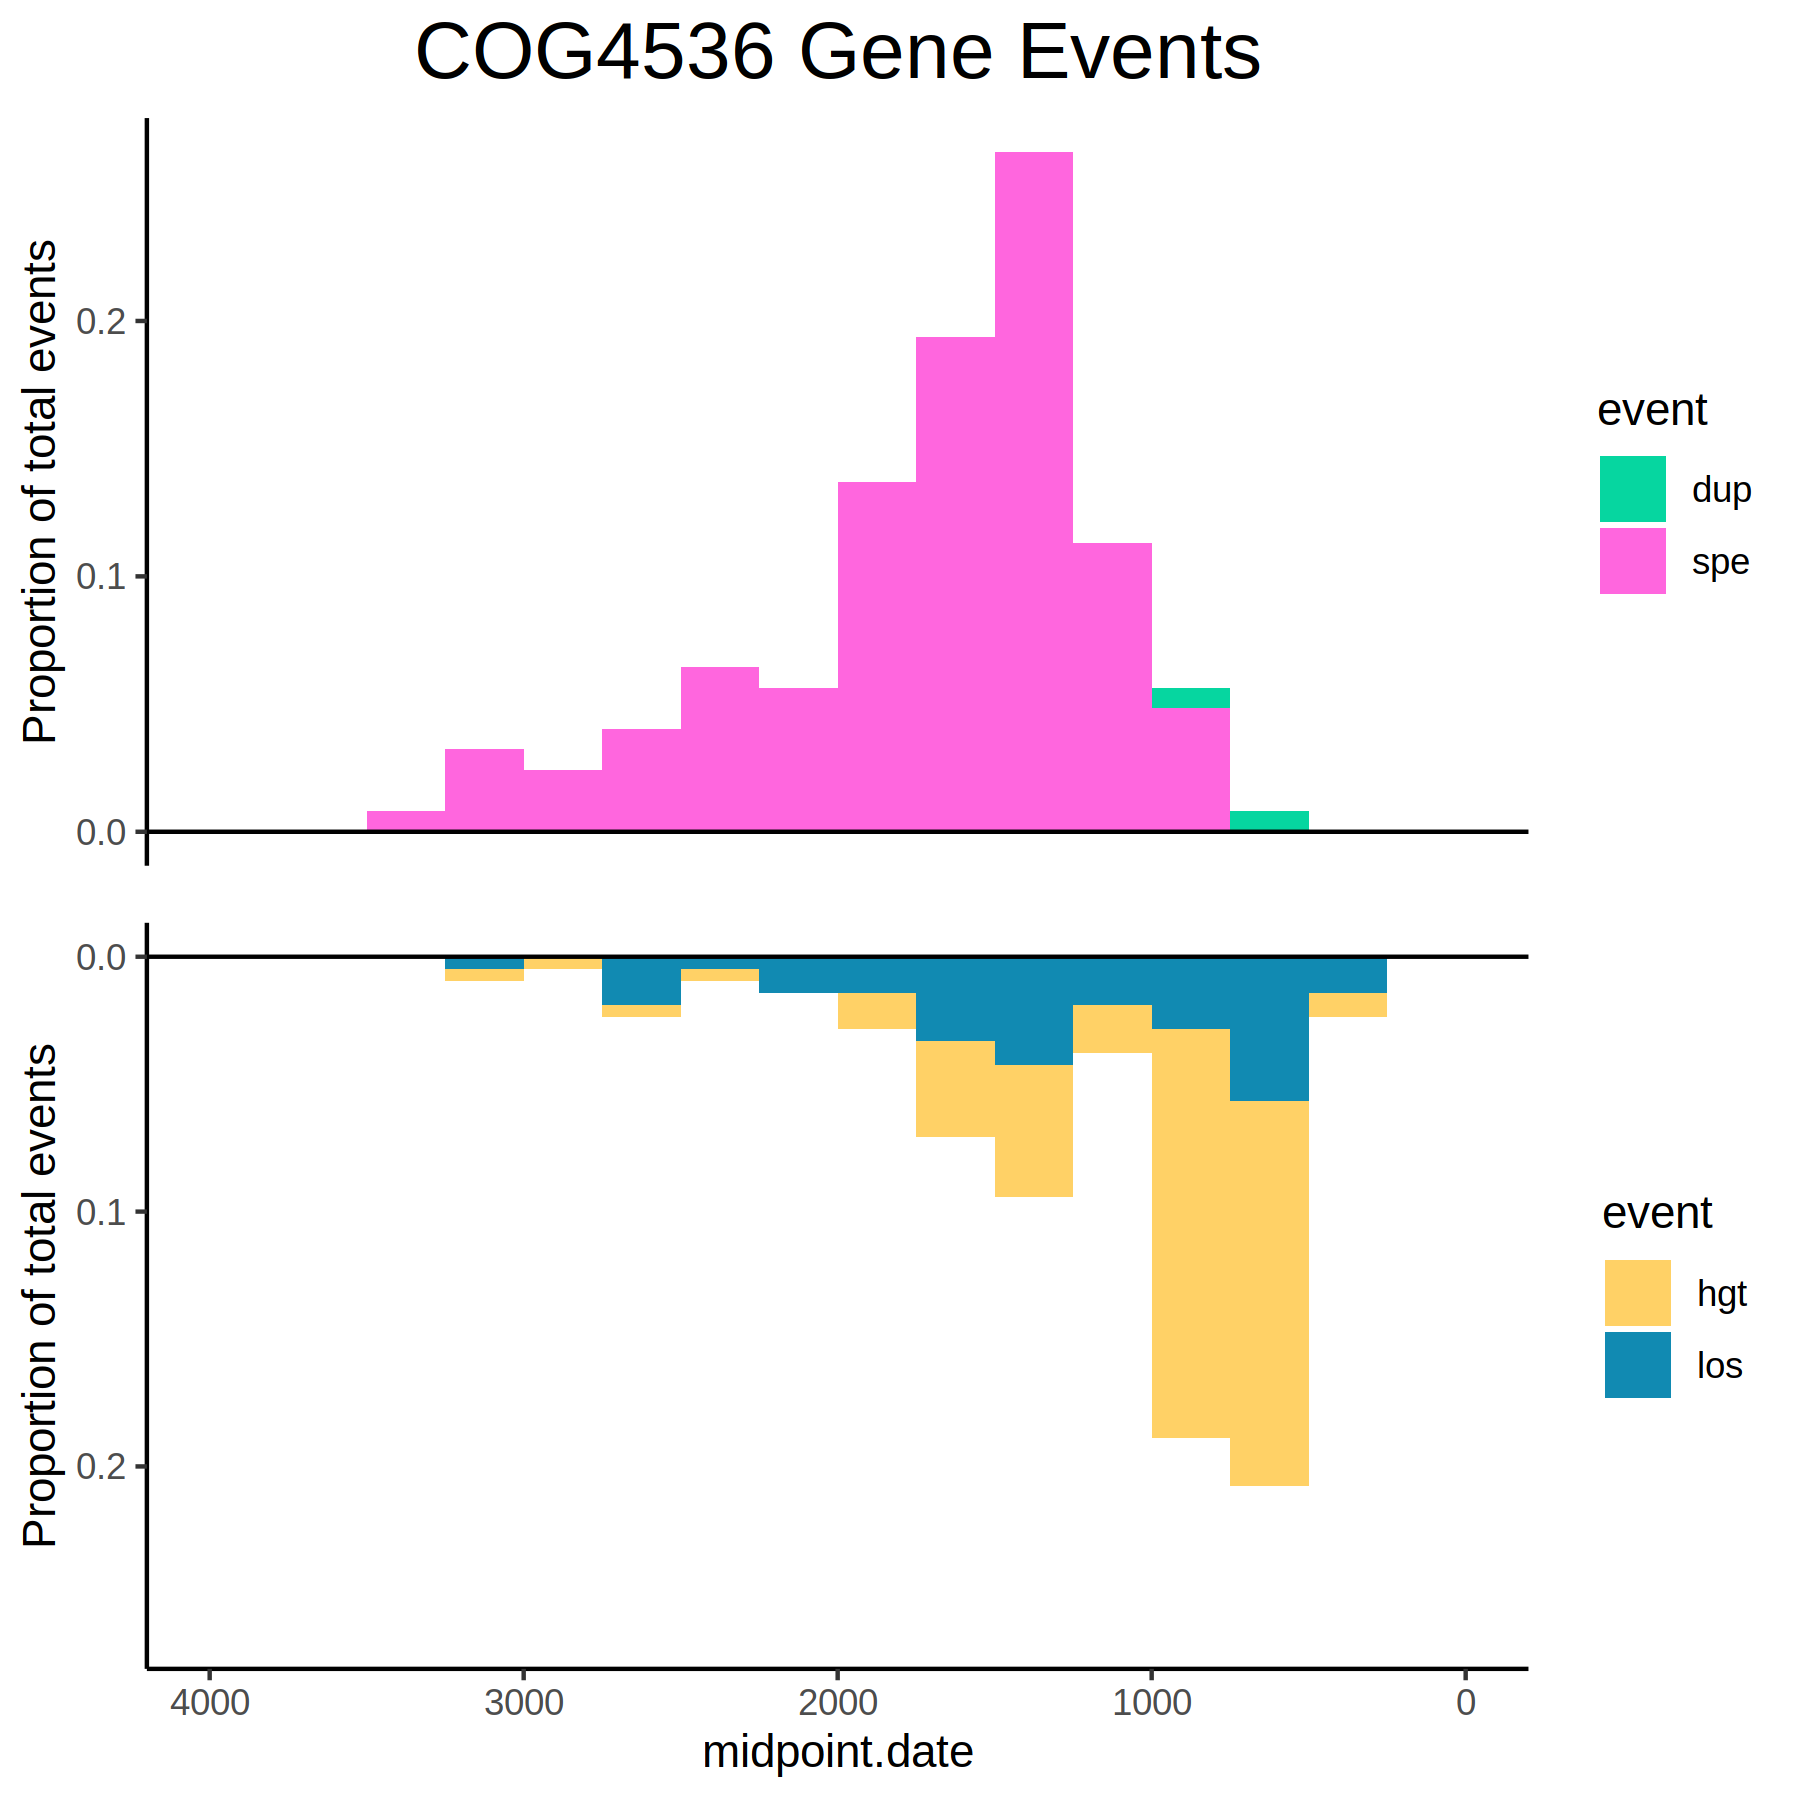 COG4536 Gene Events
Proportion of total events
0.2
0.1
0.0
event
dup
spe
Proportion of total events
0.0
0.1
0.2
event
hgt
los
4000 3000 2000 1000 0
midpoint.date